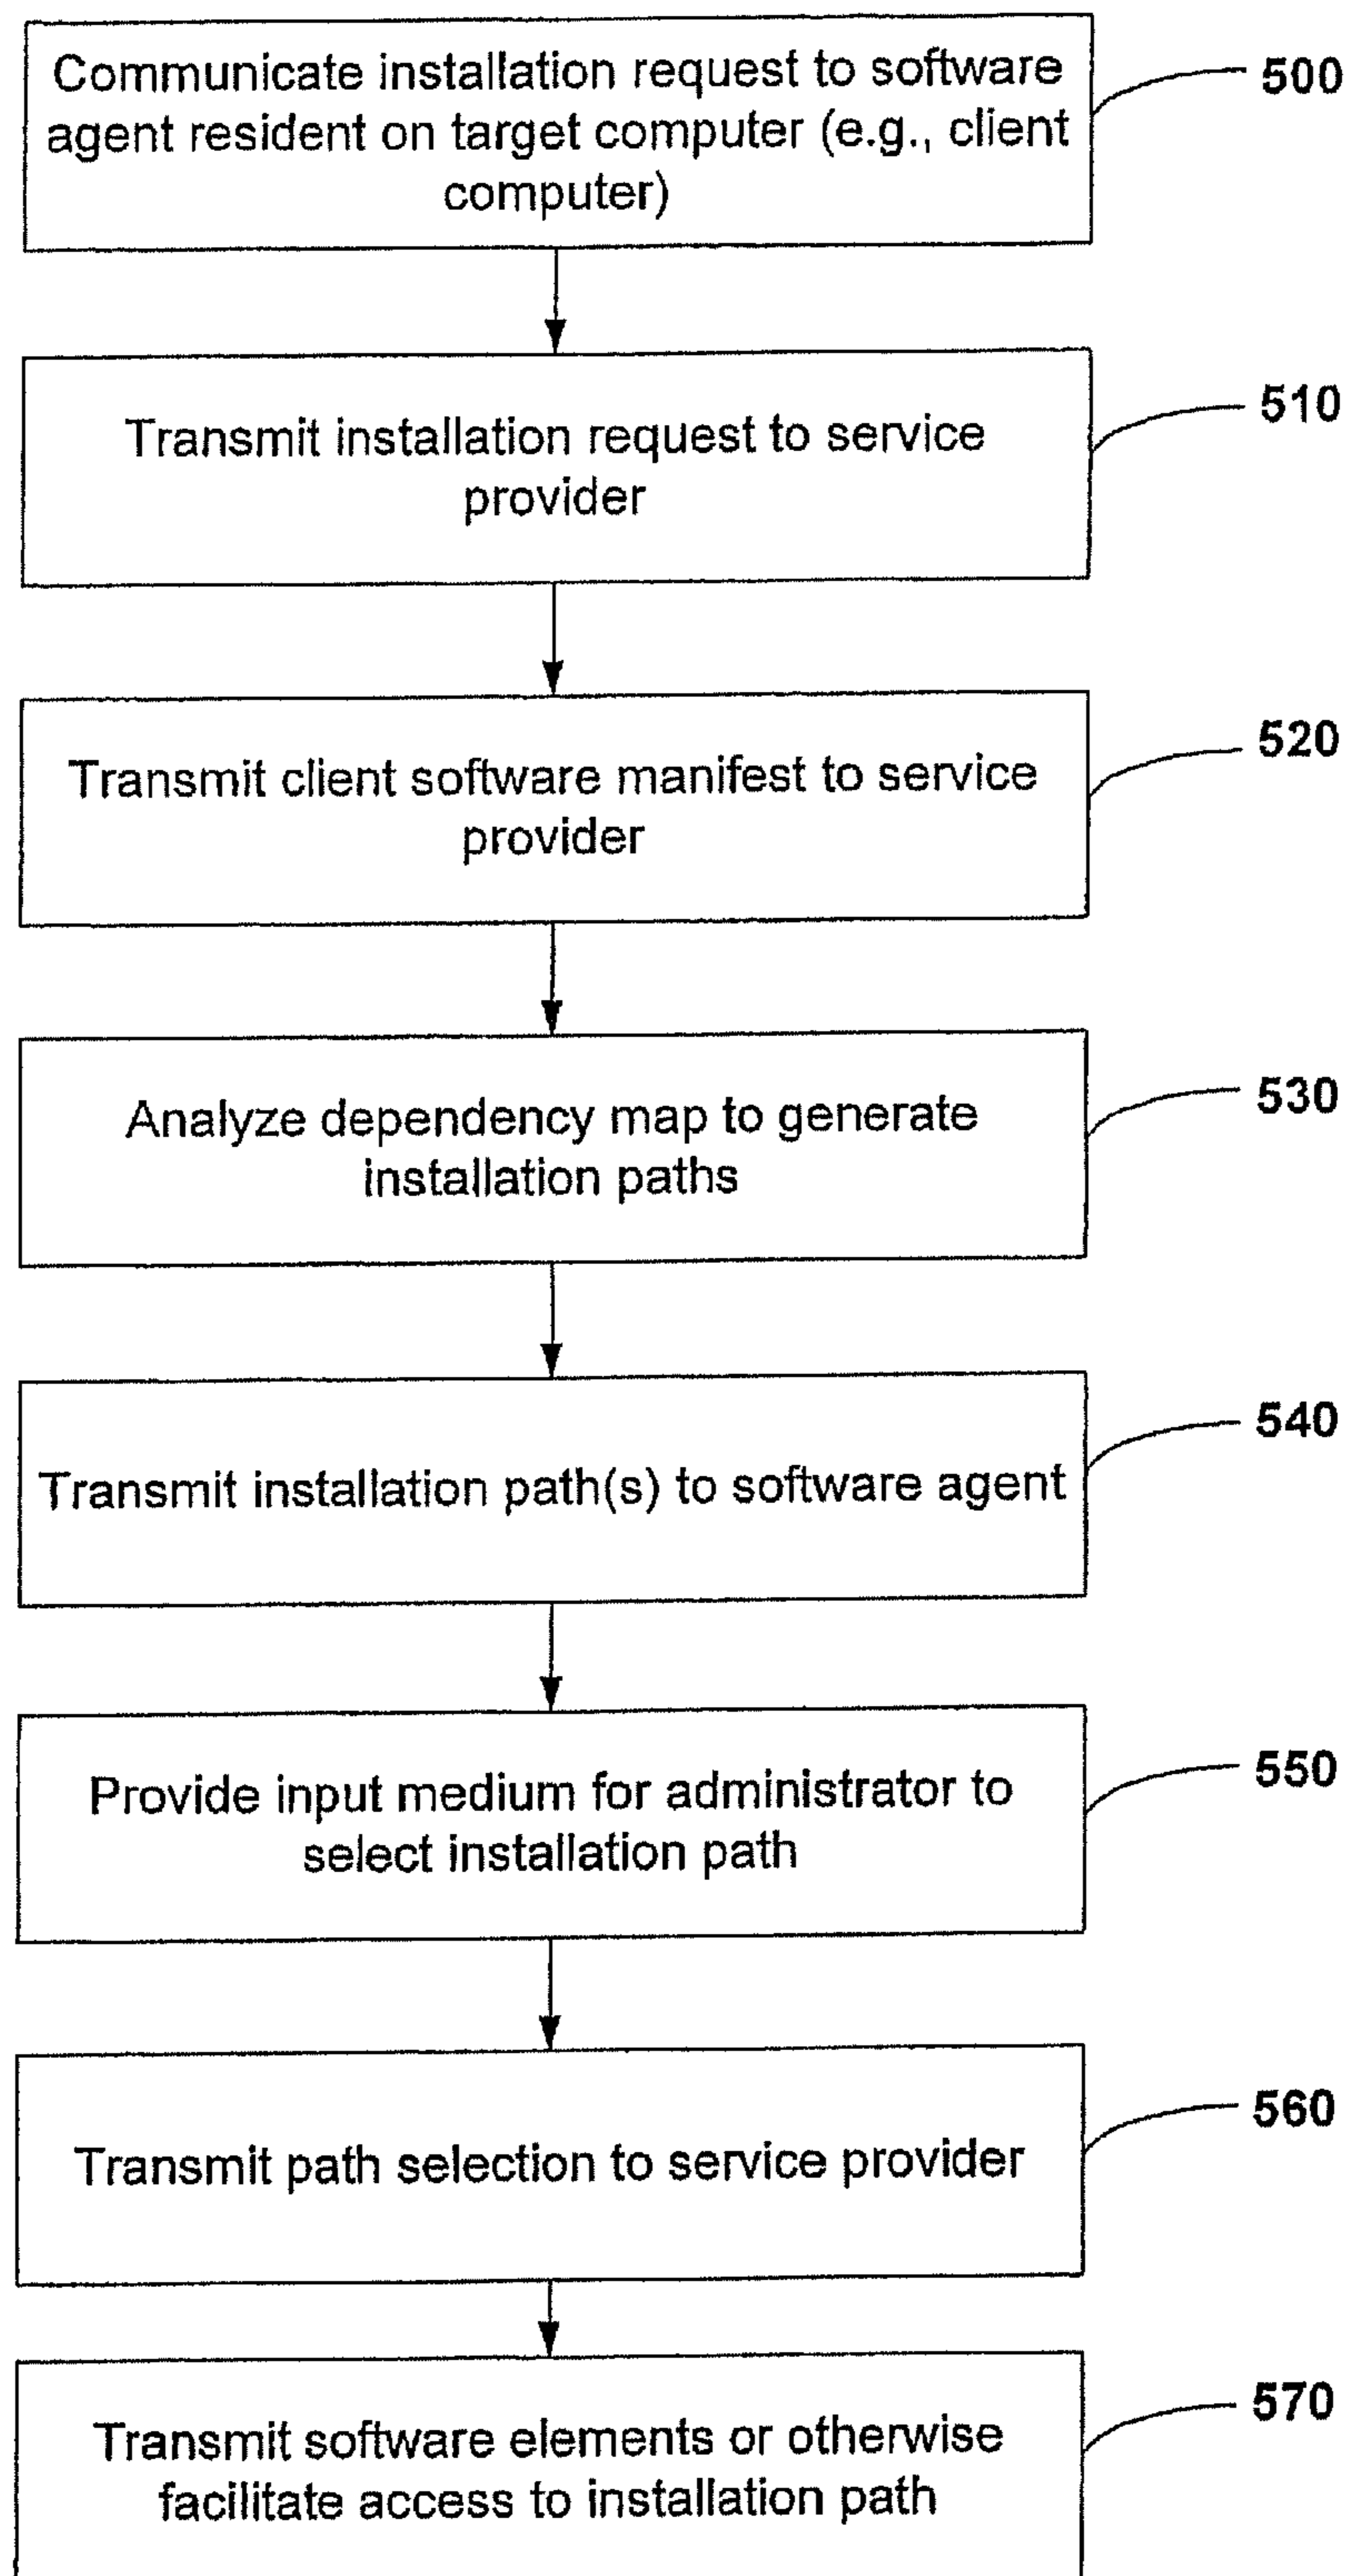 Communicate installation request to software
agent resident on target computer (e.g., client
computer)
500
Transmit installation request to service
provider
510
Transmit client software manifest to service
provider
520
Analyze dependency map to generate
installation paths
530
Transmit installation path(s) to software agent
540
Provide input medium for administrator to
select installation path
550
Transmit path selection to service provider
560
Transmit software elements or otherwise
facilitate access to installation path
570